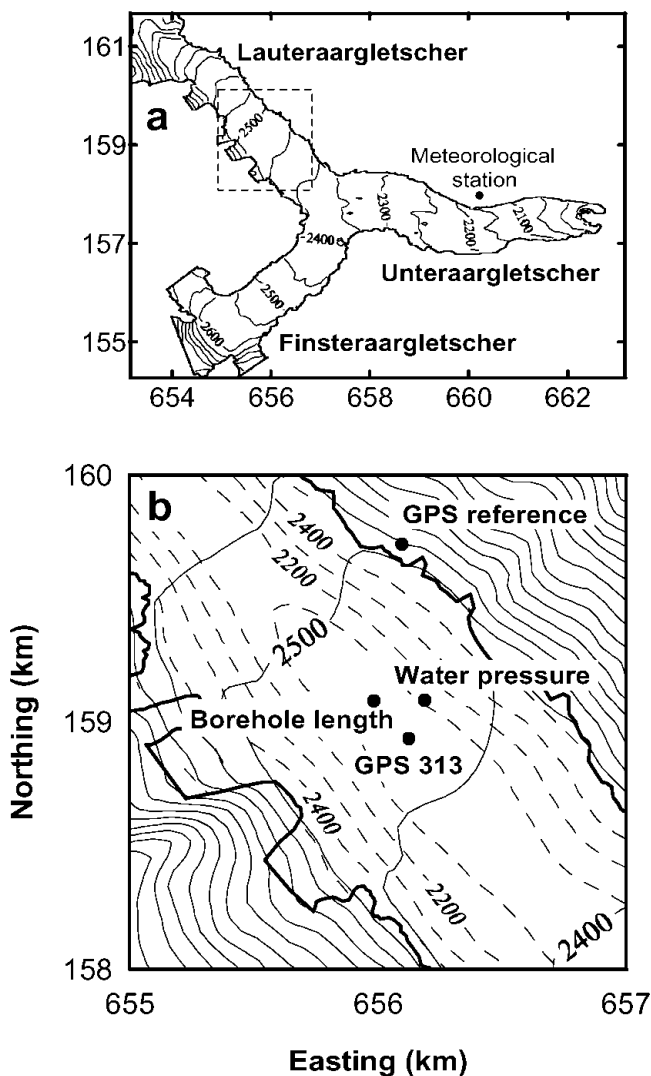 161
159
157
155
a
Lauteraargletscher
2500
Meteorological
station
2300
2200
2100
2400
Unteraargletscher
2500
2600
Finsteraargletscher
654
656
658
660
662
160
159
158
Northing (km)
b
2400
2200
GPS reference
2500
Water pressure
Borehole length
GPS 313
2400
2200
2400
655
656
657
Easting (km)